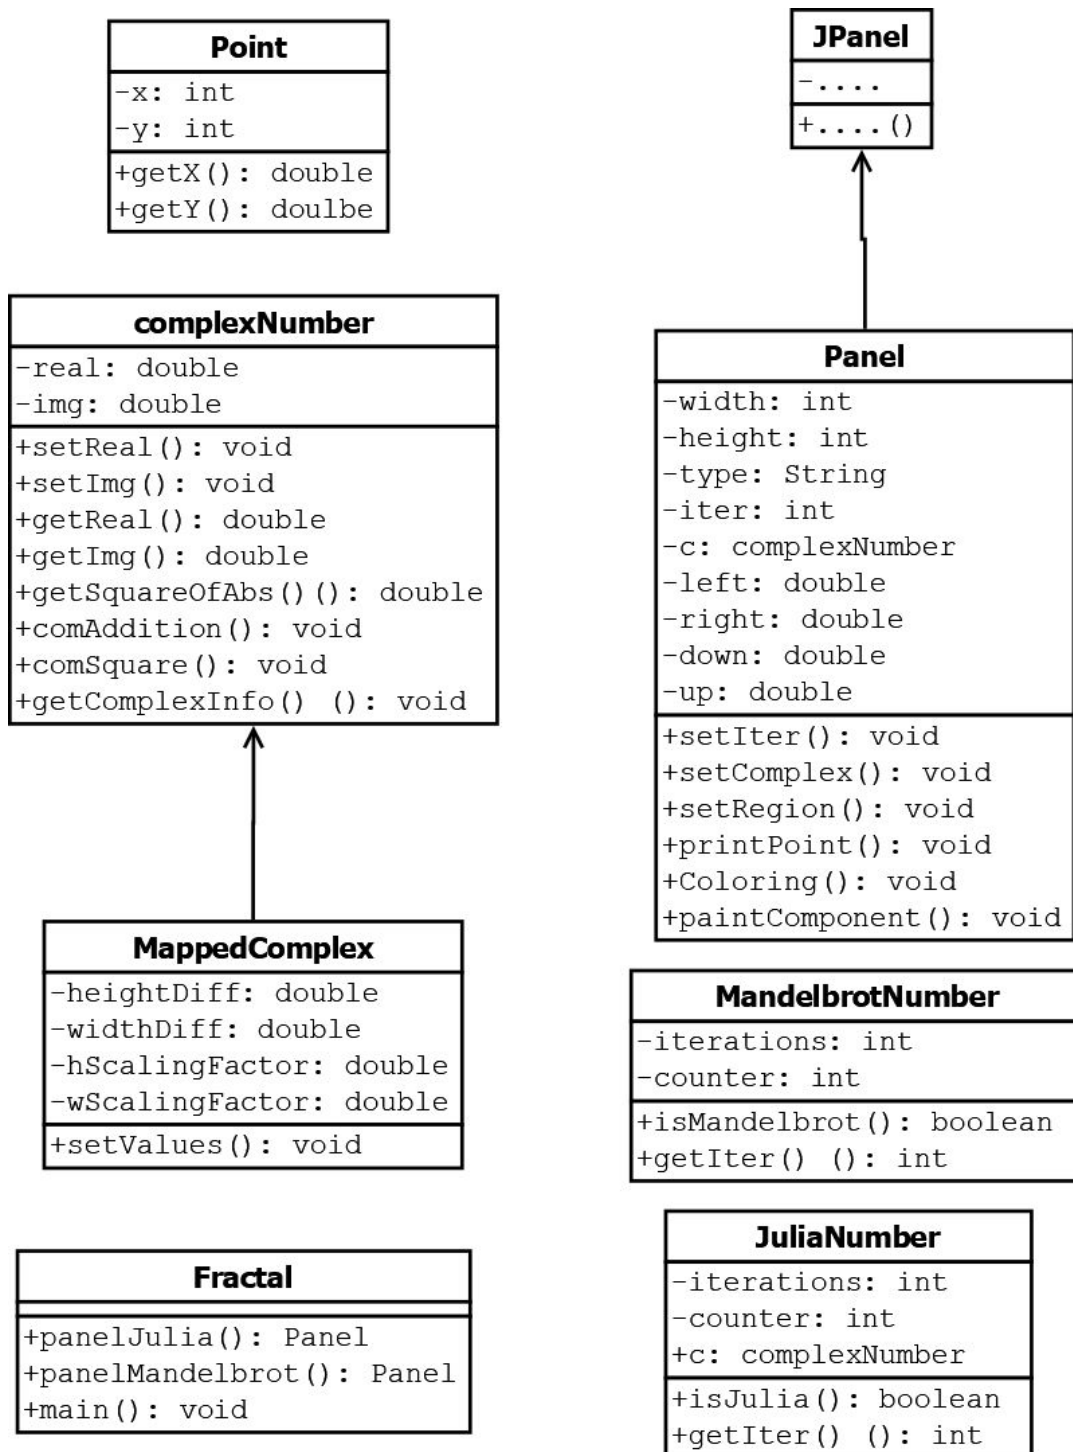 Point
-x: int
-y: int
+getX(): double
+getY(): doulbe
JPanel
-....
+....()
complexNumber
-real: double
-img: double
+setReal(): void
+setImg(): void
+getReal(): double
+getImg(): double
+getSquareOfAbs()(): double
+comAddition(): void
+comSquare(): void
+getComplexInfo() (): void
Panel
-width: int
-height: int
-type: String
-iter: int
-c: complexNumber
-left: double
-right: double
-down: double
-up: double
+setIter(): void
+setComplex(): void
+setRegion(): void
+printPoint(): void
+Coloring(): void
+paintComponent(): void
MappedComplex
-heightDiff: double
-widthDiff: double
-hScalingFactor: double
-wScalingFactor: double
+setValues(): void
MandelbrotNumber
-iterations: int
-counter: int
+isMandelbrot(): boolean
+getIter() (): int
Fractal
+panelJulia(): Panel
+panelMandelbrot(): Panel
+main(): void
JuliaNumber
-iterations: int
-counter: int
+c: complexNumber
+isJulia(): boolean
+getIter() (): int